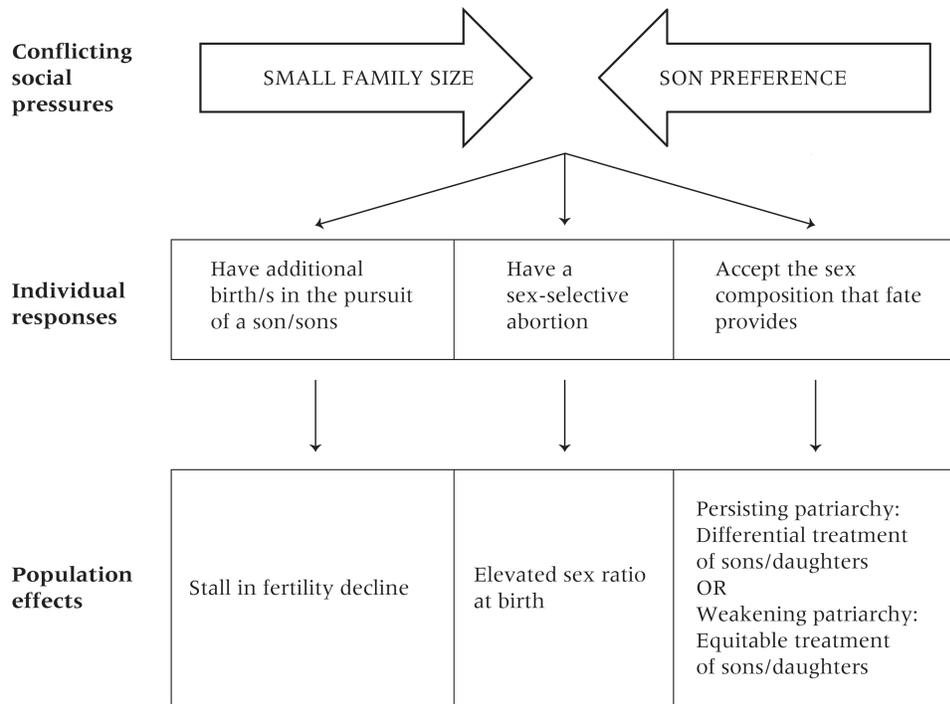 Conflicting
social
pressures
SMALL FAMILY SIZE
SON PREFERENCE
Individual
responses
Have additional
birth/s in the pursuit
of a son/sons
Have a
sex-selective
abortion
Accept the sex
composition that fate
provides
Population
effects
Stall in fertility decline
Elevated sex ratio
at birth
Persisting patriarchy:
Differential treatment
of sons/daughters
OR
Weakening patriarchy:
Equitable treatment
of sons/daughters